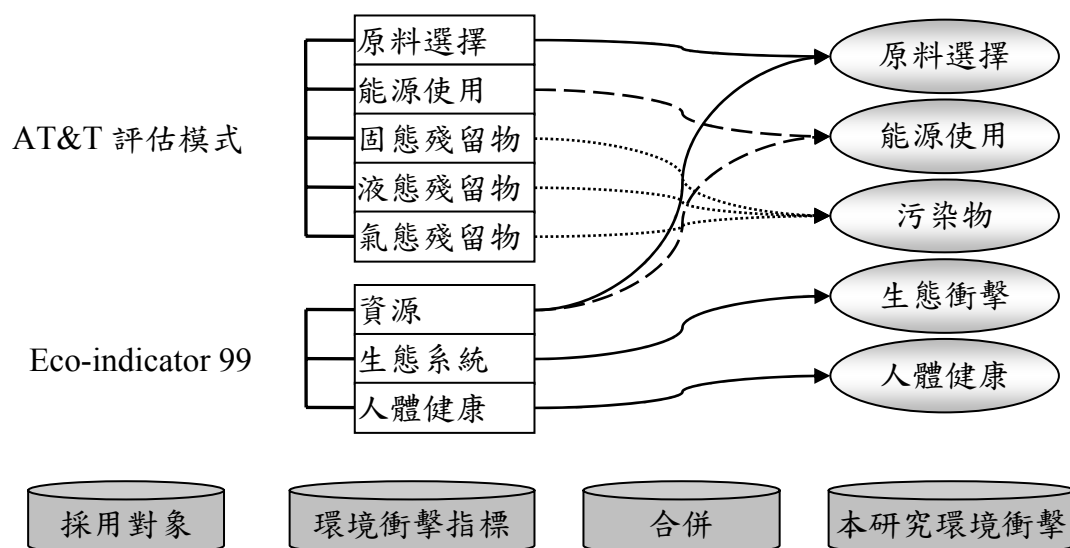 AT&T 評估模式
原料選擇
能源使用
固態殘留物
液態殘留物
氣態殘留物
Eco-indicator 99
資源
生態系統
人體健康
原料選擇
能源使用
污染物
生態衝擊
人體健康
採用對象
環境衝擊指標
合併
本研究環境衝擊